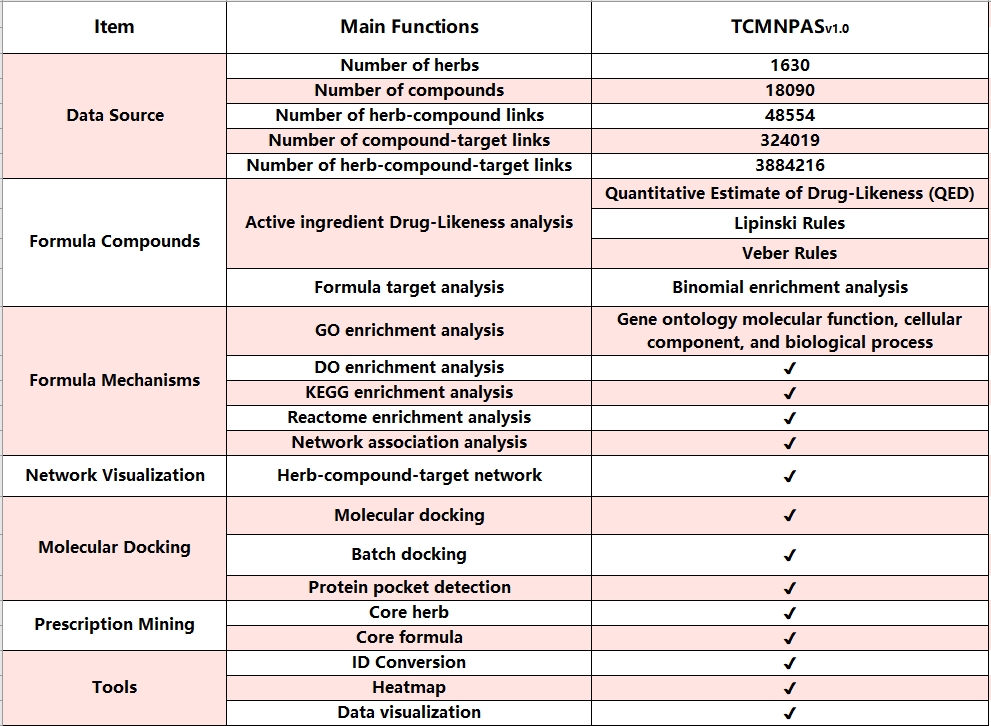 Item Main Functions TCMNPASv1.0
Data Source
Number of herbs 1630
Number of compounds 18090
Number of herb-compound links 48554
Number of compound-target links 324019
Number of herb-compound-target links 3884216
Formula Compounds
Active ingredient Drug-Likeness analysis
Quantitative Estimate of Drug-Likeness (QED)
Lipinski Rules
Veber Rules
Formula target analysis Binomial enrichment analysis
Formula Mechanisms
GO enrichment analysis
Gene ontology molecular function, cellular
component, and biological process
DO enrichment analysis ✓
KEGG enrichment analysis ✓
Reactome enrichment analysis ✓
Network association analysis ✓
Network Visualization Herb-compound-target network ✓
Molecular Docking
Molecular docking ✓
Batch docking ✓
Protein pocket detection ✓
Prescription Mining
Core herb ✓
Core formula ✓
Tools
ID Conversion ✓
Heatmap ✓
Data visualization ✓